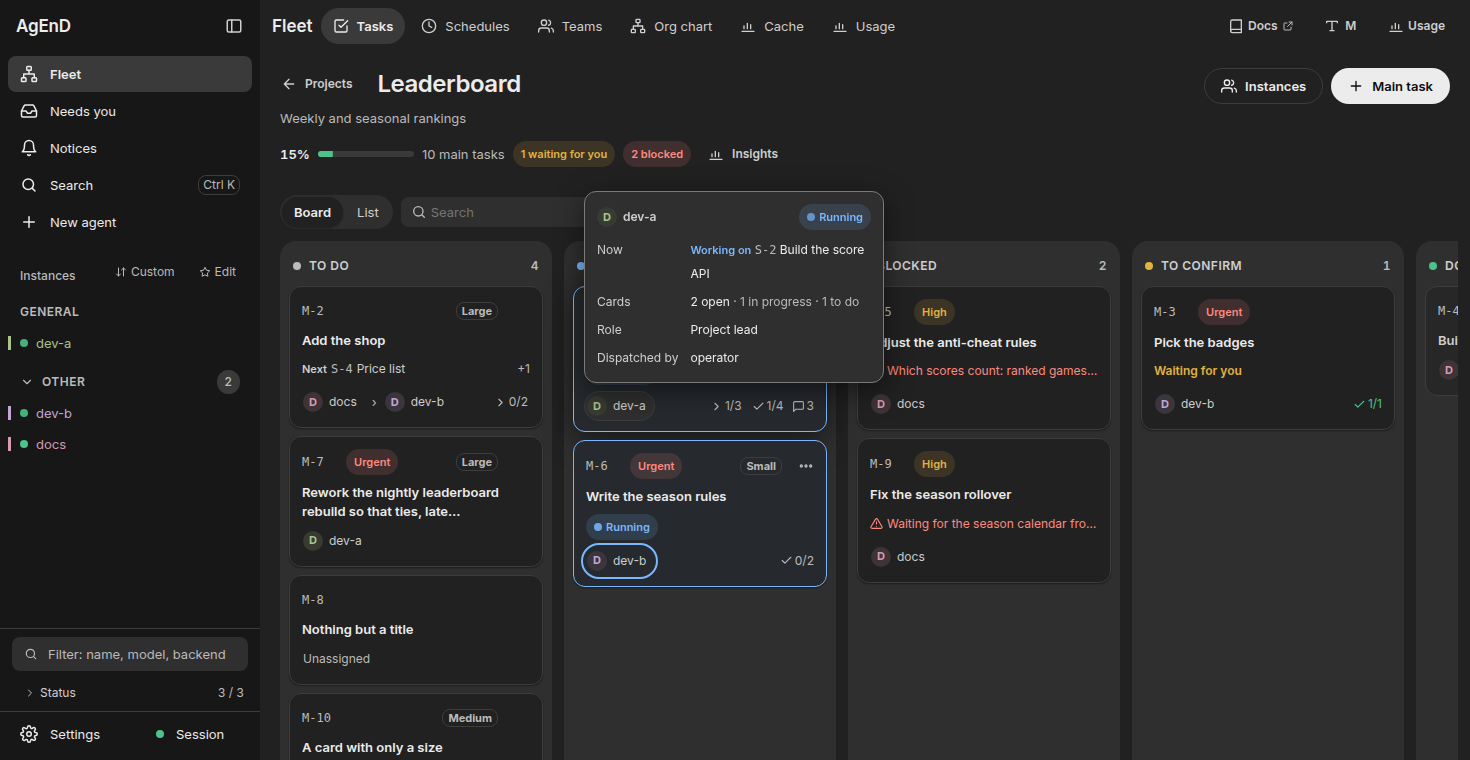 AgEnD
Fleet
Needs you
Notices
Search
Ctrl K
New agent
Instances
Custom
Edit
GENERAL
dev-a
OTHER
2
dev-b
docs
Filter: name, model, backend
Status
3 / 3
Settings
Session
Fleet
Tasks
Schedules
Teams
Org chart
Cache
Usage
Docs
M
Usage
Projects
Leaderboard
Instances
Main task
Weekly and seasonal rankings
15%
10 main tasks
1 waiting for you
2 blocked
Insights
Board
List
Search
D dev-a
Running
Now
Working on S-2 Build the score
API
Cards
2 open · 1 in progress · 1 to do
Role
Project lead
Dispatched by
operator
TO DO
4
M-2
Large
Add the shop
Next S-4 Price list
+1
D docs › D dev-b
0/2
M-7
Urgent
Large
Rework the nightly leaderboard
rebuild so that ties, late...
D dev-a
M-8
Nothing but a title
Unassigned
M-10
Medium
A card with only a size
D dev-a
1/3
1/4
3
M-6
Urgent
Small
Write the season rules
Running
D dev-b
0/2
LOCKED
2
5
High
djust the anti-cheat rules
Which scores count: ranked games...
D docs
M-9
High
Fix the season rollover
Waiting for the season calendar fro...
D docs
TO CONFIRM
1
M-3
Urgent
Pick the badges
Waiting for you
D dev-b
1/1
DO
M-4
Bui
D